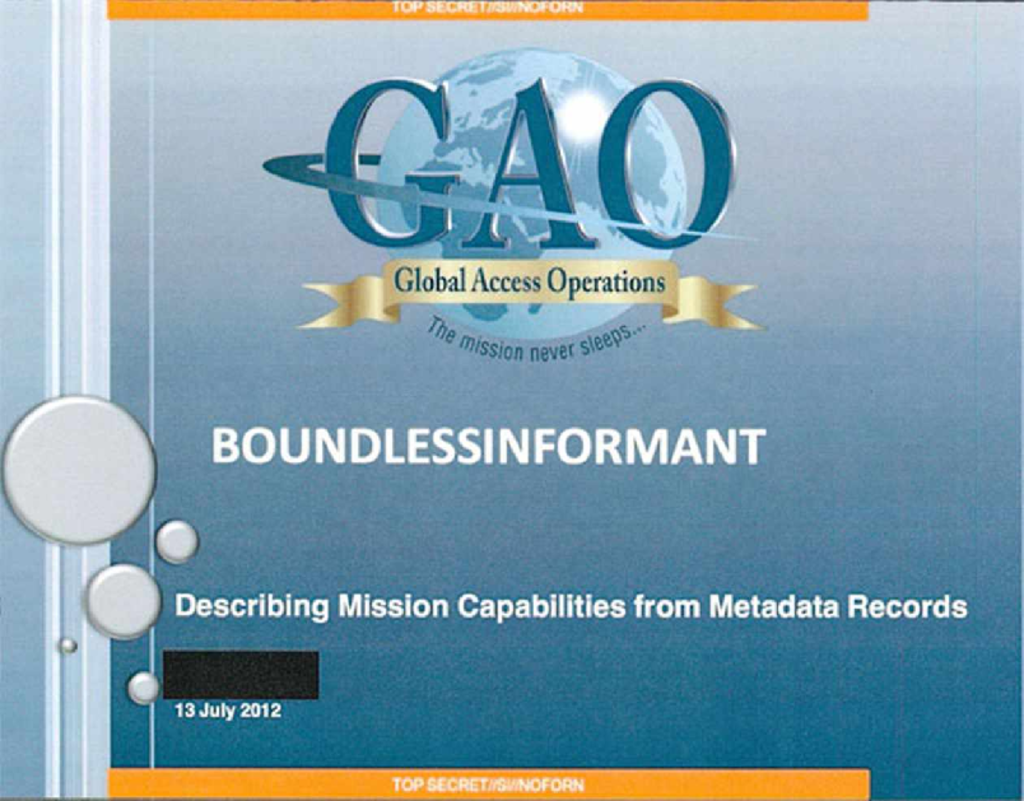 TOP SECRET//SI//NOFORN
GAO
Global Access Operations
The mission never sleeps...
BOUNDLESSINFORMANT
Describing Mission Capabilities from Metadata Records
13 July 2012
TOP SECRET//SI//NOFORN